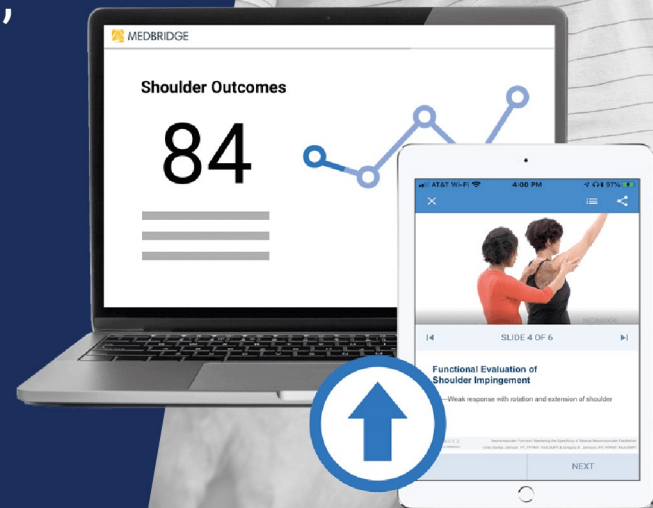 ,
MEDBRIDGE
Shoulder Outcomes
84
AT&T Wi-Fi 4:00 PM 97%
MEDBRIDGE
SLIDE 4 OF 6
Functional Evaluation of
Shoulder Impingement
—Weak response with rotation and extension of shoulder
NEXT